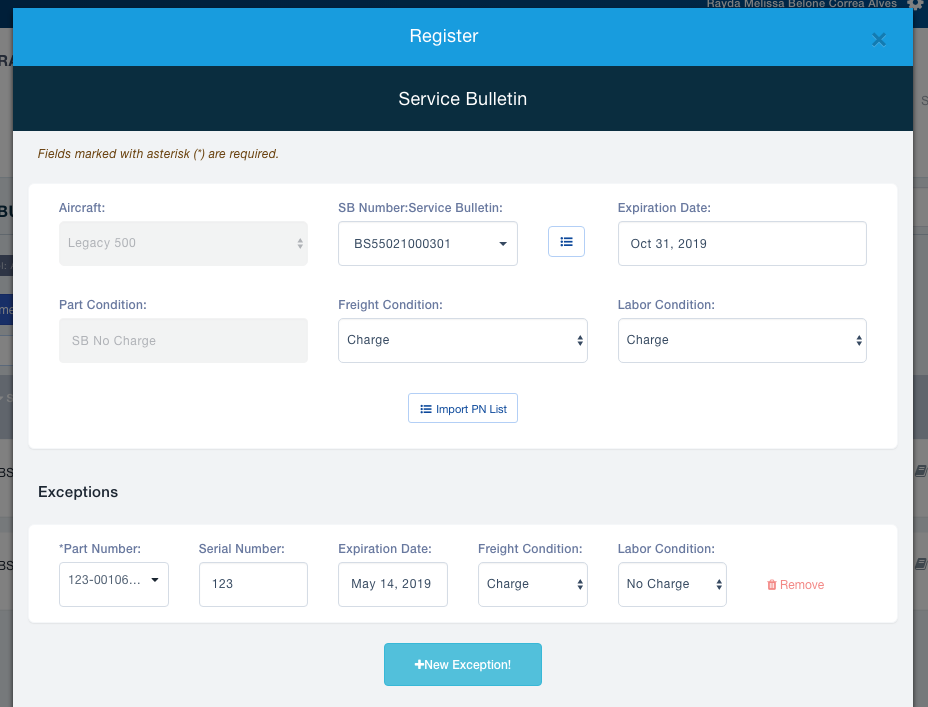 Rayda Melissa Belone Correa Alves
Register
Service Bulletin
Fields marked with asterisk (*) are required.
Aircraft: SB Number:Service Bulletin: Expiration Date:
Legacy 500 BS55021000301 Oct 31, 2019
Part Condition: Freight Condition: Labor Condition:
SB No Charge Charge Charge
Import PN List
BS
Exceptions
*Part Number: Serial Number: Expiration Date: Freight Condition: Labor Condition:
BS
123-00106... 123 May 14, 2019 Charge No Charge Remove
+New Exception!